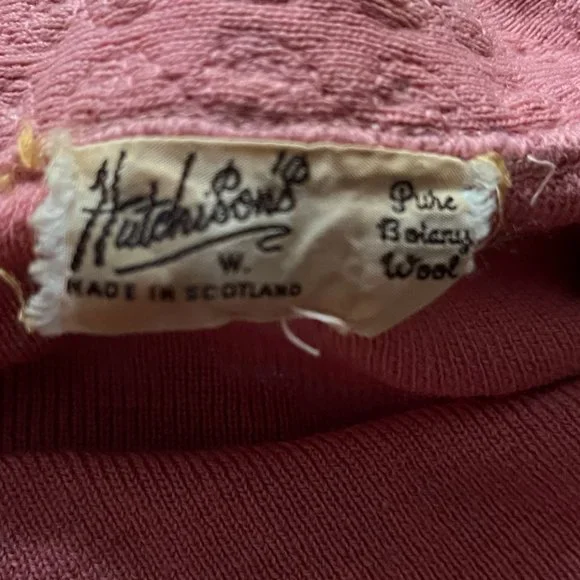 Hutchison's
W.
MADE IN SCOTLAND
Pure
Botany
Wool